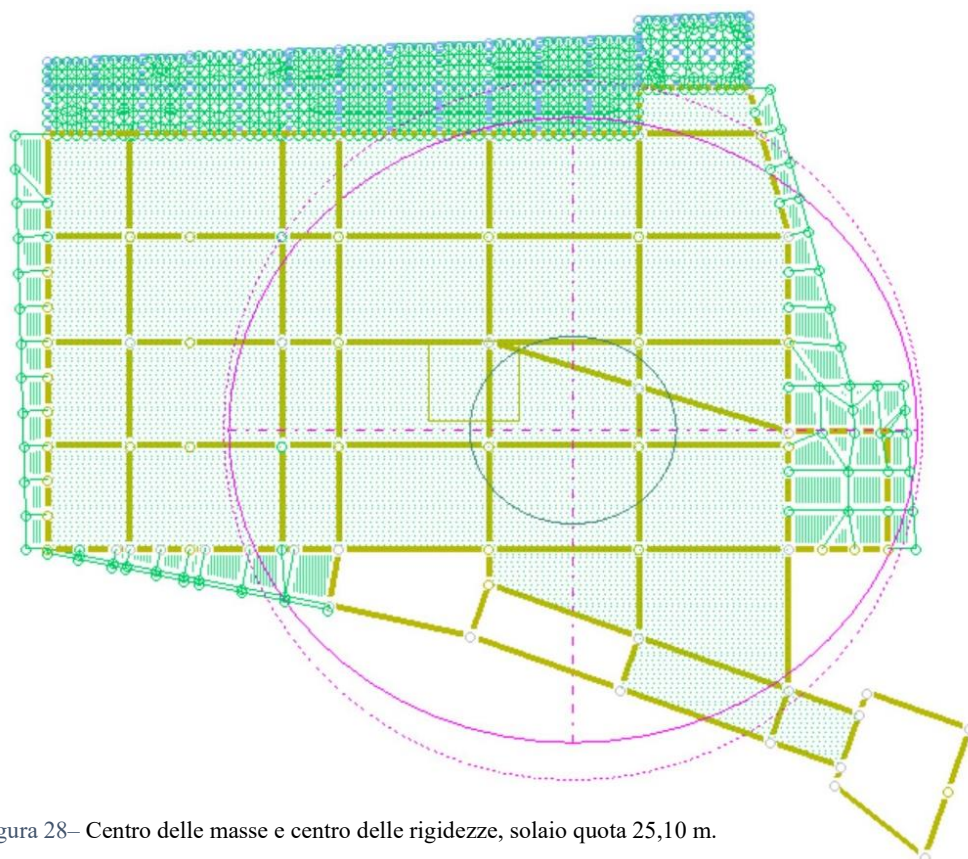 gura 28– Centro delle masse e centro delle rigidezze, solaio quota 25,10 m.